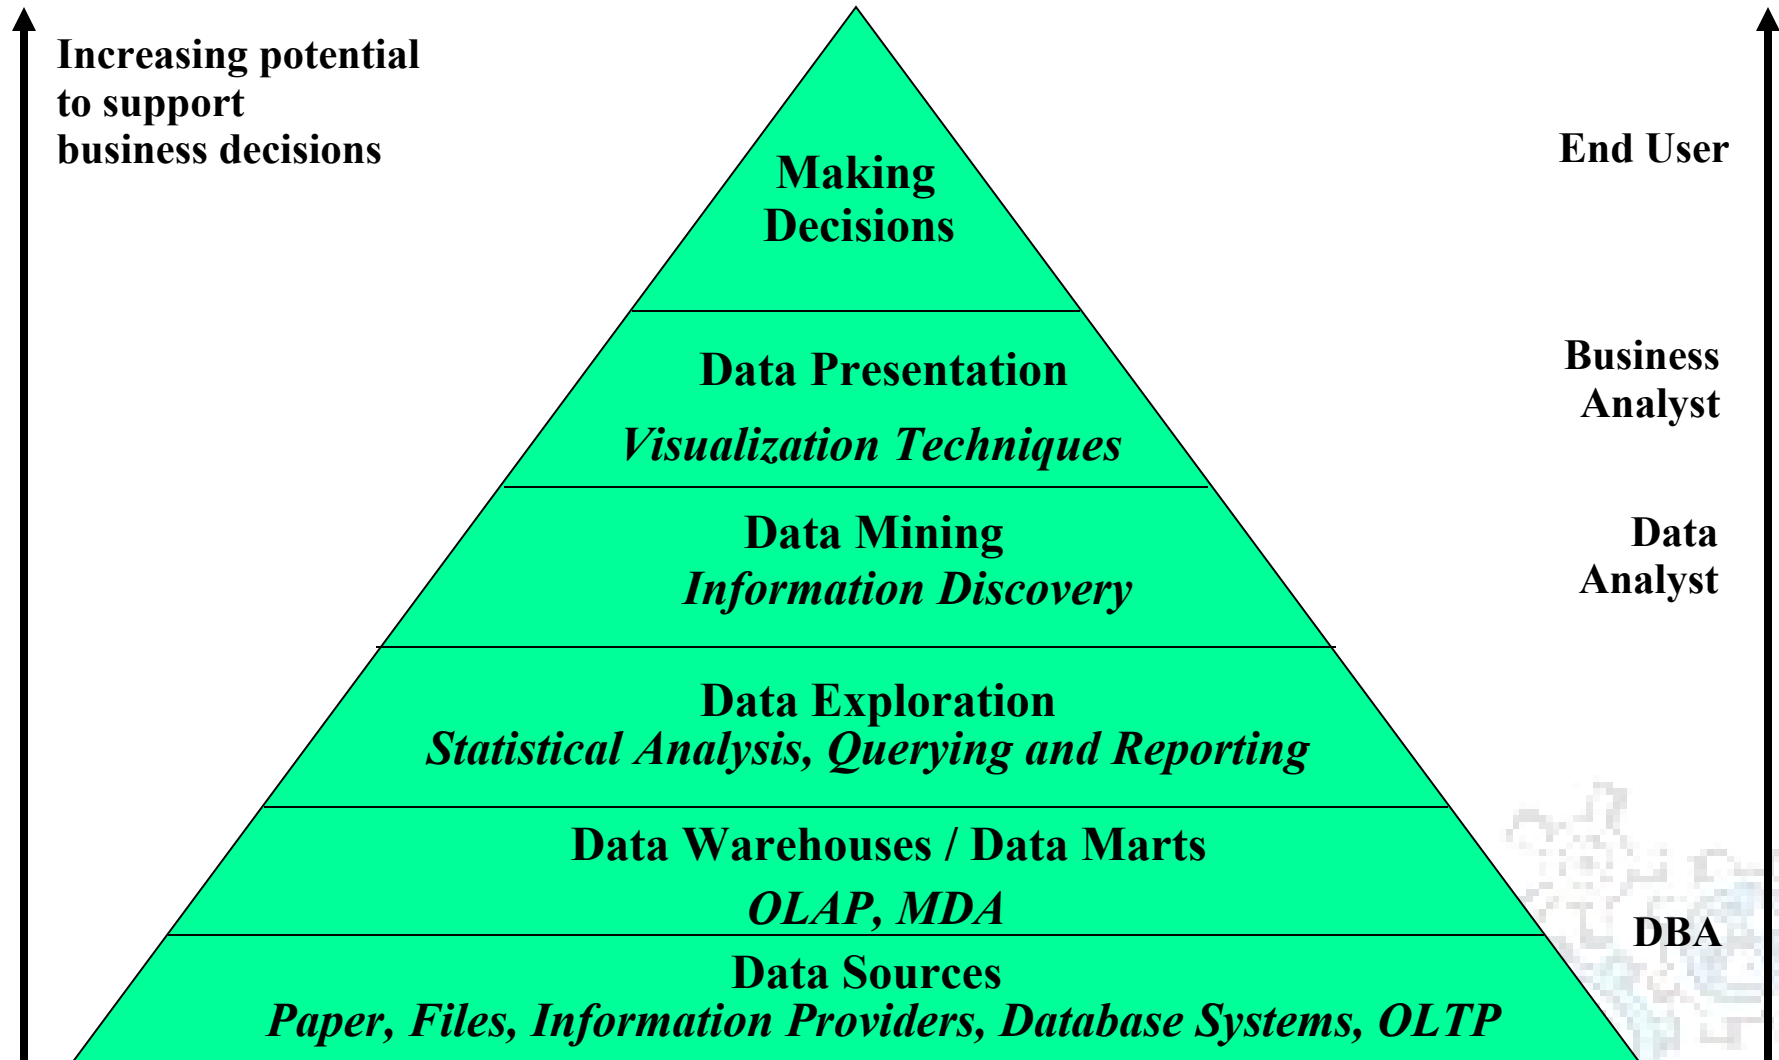 Increasing potential
to support
business decisions
End User
Making
Decisions
Business
Analyst
Data Presentation
Visualization Techniques
Data
Analyst
Data Mining
Information Discovery
Data Exploration
Statistical Analysis, Querying and Reporting
Data Warehouses / Data Marts
OLAP, MDA
DBA
Data Sources
Paper, Files, Information Providers, Database Systems, OLTP